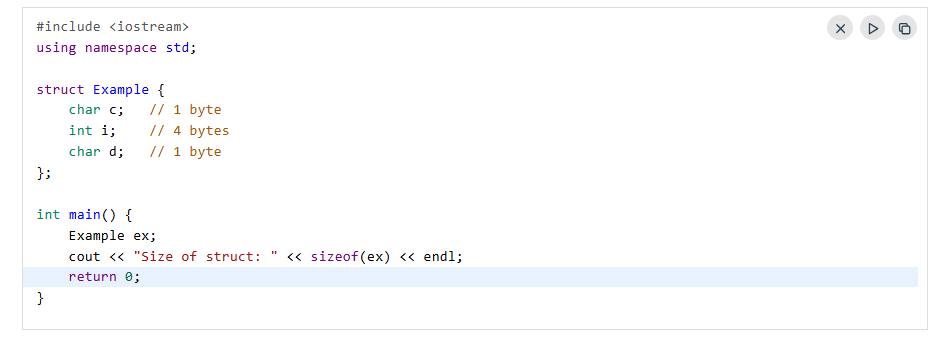 #include <iostream>
using namespace std;

struct Example {
    char c;   // 1 byte
    int i;    // 4 bytes
    char d;   // 1 byte
};

int main() {
    Example ex;
    cout << "Size of struct: " << sizeof(ex) << endl;
    return 0;
}